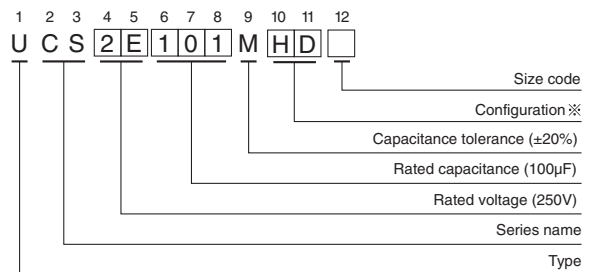 1 2 3 4 5 6 7 8 9 10 11 12
U C S 2 E 1 0 1 M H D
Size code
Configuration※
Capacitance tolerance (±20%)
Rated capacitance (100µF)
Rated voltage (250V)
Series name
Type